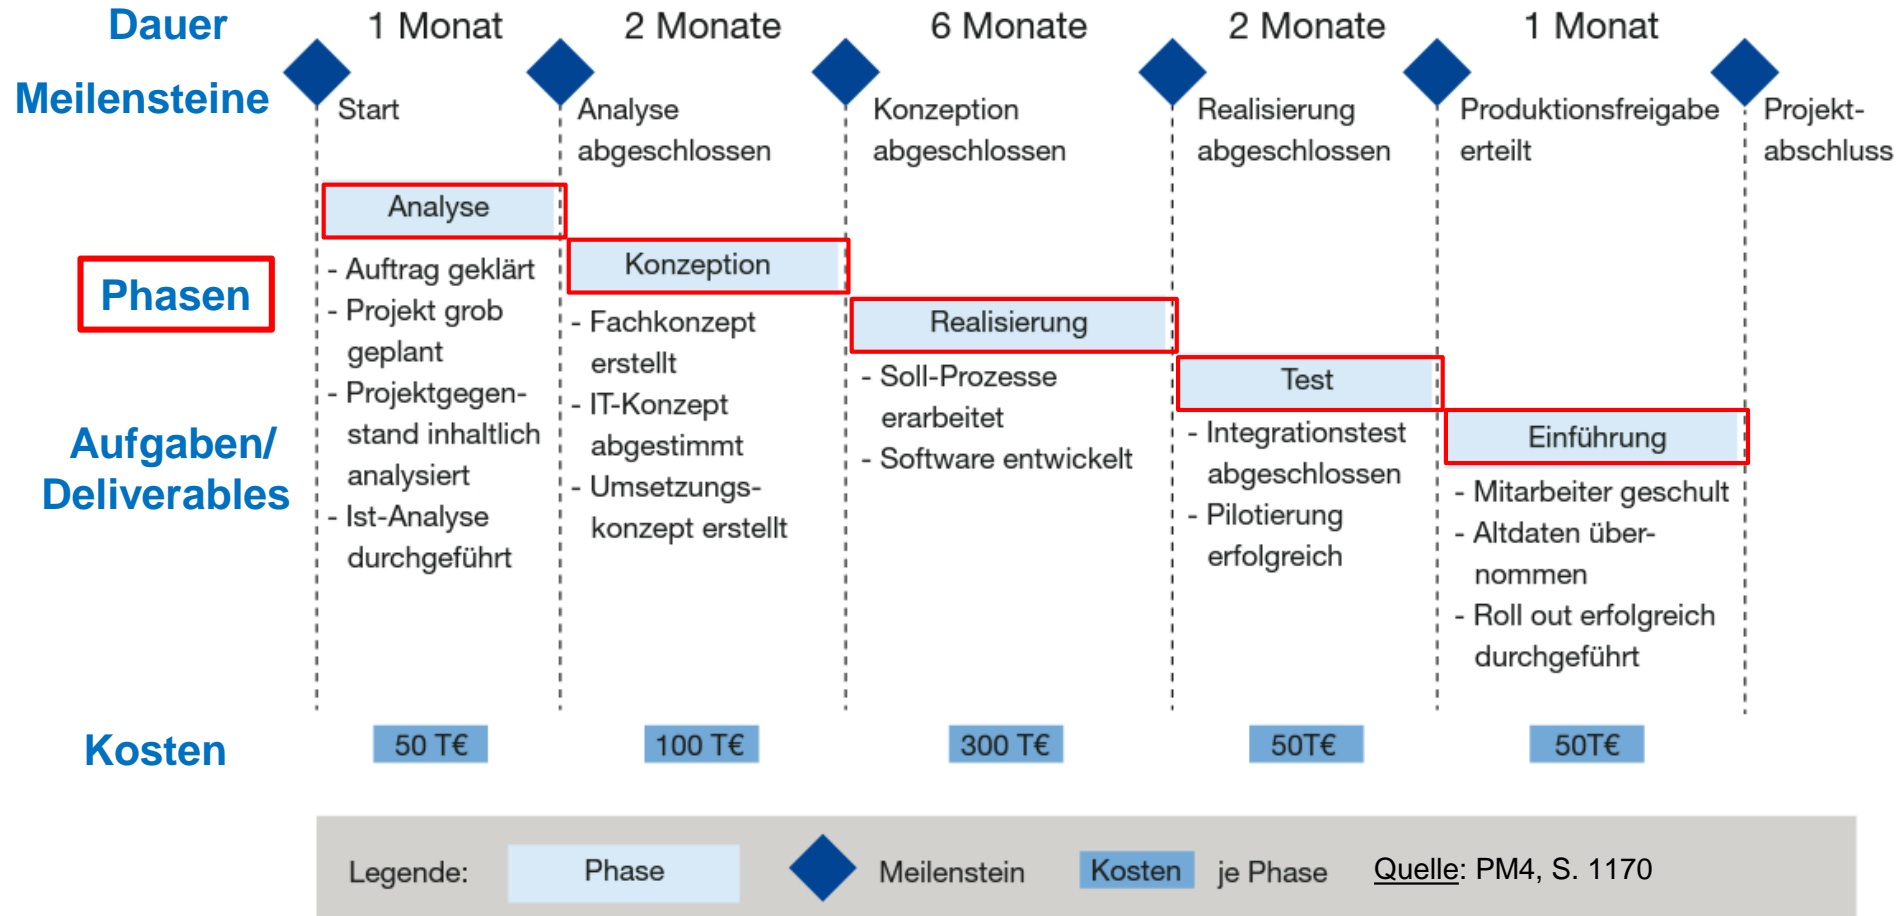 Dauer
1 Monat
2 Monate
6 Monate
2 Monate
1 Monat
Meilensteine
Start
Analyse
abgeschlossen
Konzeption
abgeschlossen
Realisierung
abgeschlossen
Produktionsfreigabe
erteilt
Projekt-
abschluss
Phasen
Analyse
Konzeption
Realisierung
Test
Einführung
Aufgaben/
Deliverables
- Auftrag geklärt
- Projekt grob
geplant
- Projektgegen-
stand inhaltlich
analysiert
- Ist-Analyse
durchgeführt
- Fachkonzept
erstellt
- IT-Konzept
abgestimmt
- Umsetzungs-
konzept erstellt
- Soll-Prozesse
erarbeitet
- Software entwickelt
- Integrationstest
abgeschlossen
- Pilotierung
erfolgreich
- Mitarbeiter geschult
- Altdaten über-
nommen
- Roll out erfolgreich
durchgeführt
Kosten
50 T€
100 T€
300 T€
50T€
50T€
Legende:
Phase
Meilenstein
Kosten
je Phase
Quelle: PM4, S. 1170